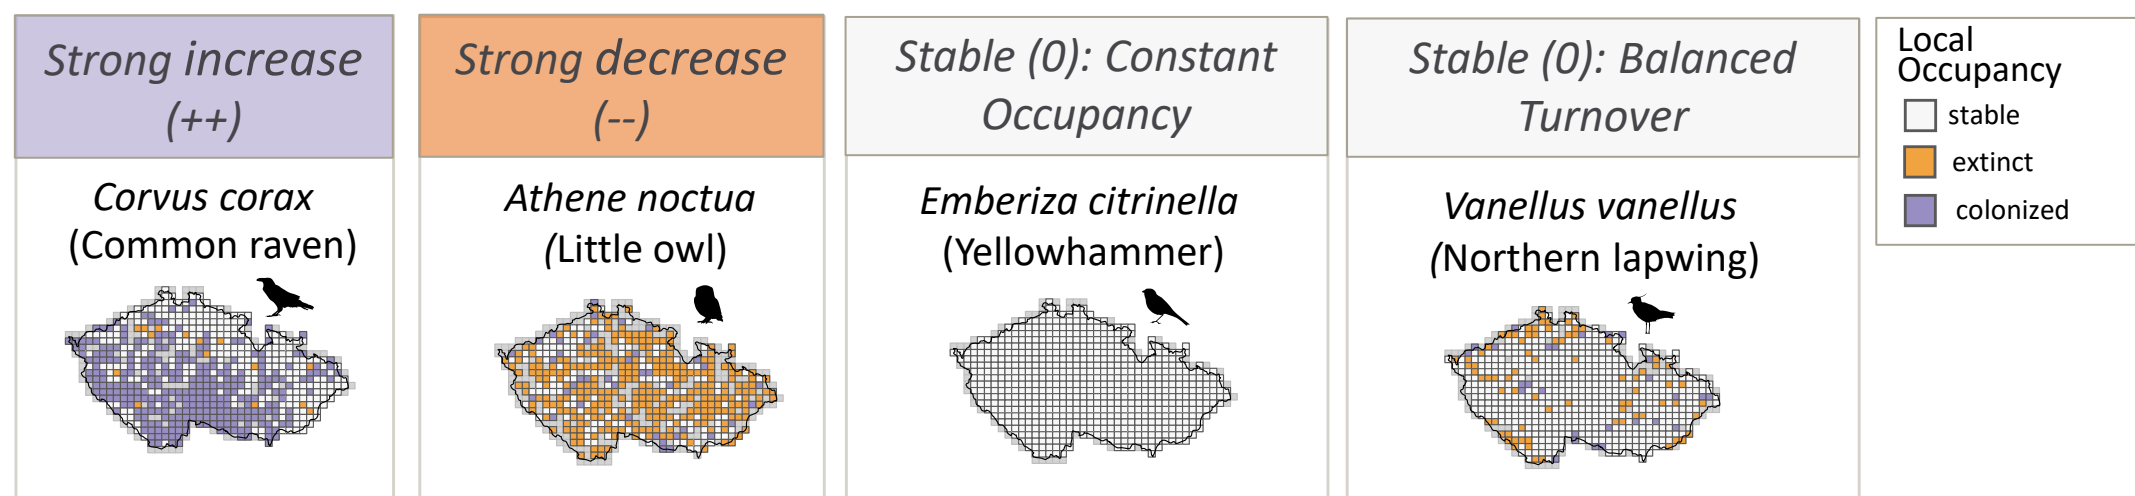 Strong increase
(++)
Corvus corax
(Common raven)
Strong decrease
(--)
Athene noctua
(Little owl)
Stable (0): Constant
Occupancy
Emberiza citrinella
(Yellowhammer)
Stable (0): Balanced
Turnover
Vanellus vanellus
(Northern lapwing)
Local
Occupancy
stable
extinct
colonized